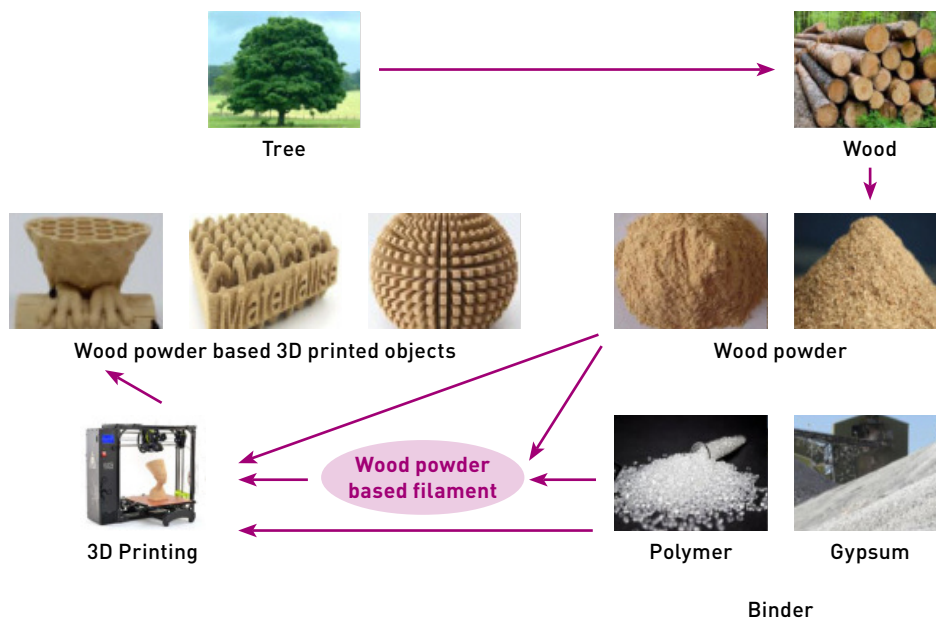 Tree
Wood
Materialise
Wood powder based 3D printed objects
Wood powder
Wood powder
based filament
3D Printing
Polymer
Gypsum
Binder